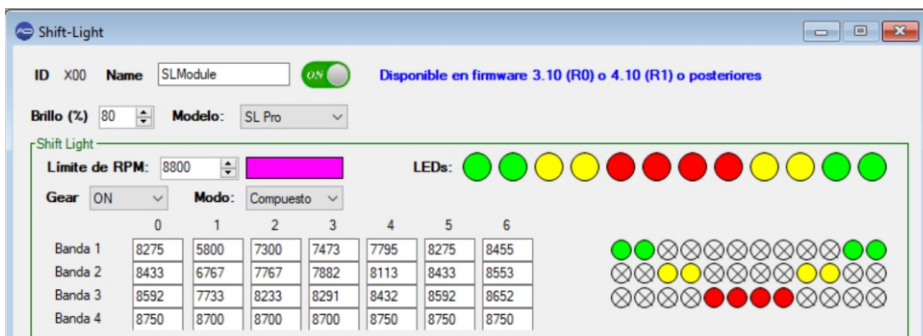 Shift-Light
ID X00 Name SLModule ON Disponible en firmware 3.10 (R0) o 4.10 (R1) o posteriores
Brillo (%) 80 Modelo: SL Pro
Shift Light
Límite de RPM: 8800 LEDs:
Gear ON Modo: Compuesto
0 1 2 3 4 5 6
Banda 1 8275 5800 7300 7473 7795 8275 8455
Banda 2 8433 6767 7767 7882 8113 8433 8553
Banda 3 8592 7733 8233 8291 8432 8592 8652
Banda 4 8750 8700 8700 8700 8750 8750 8750